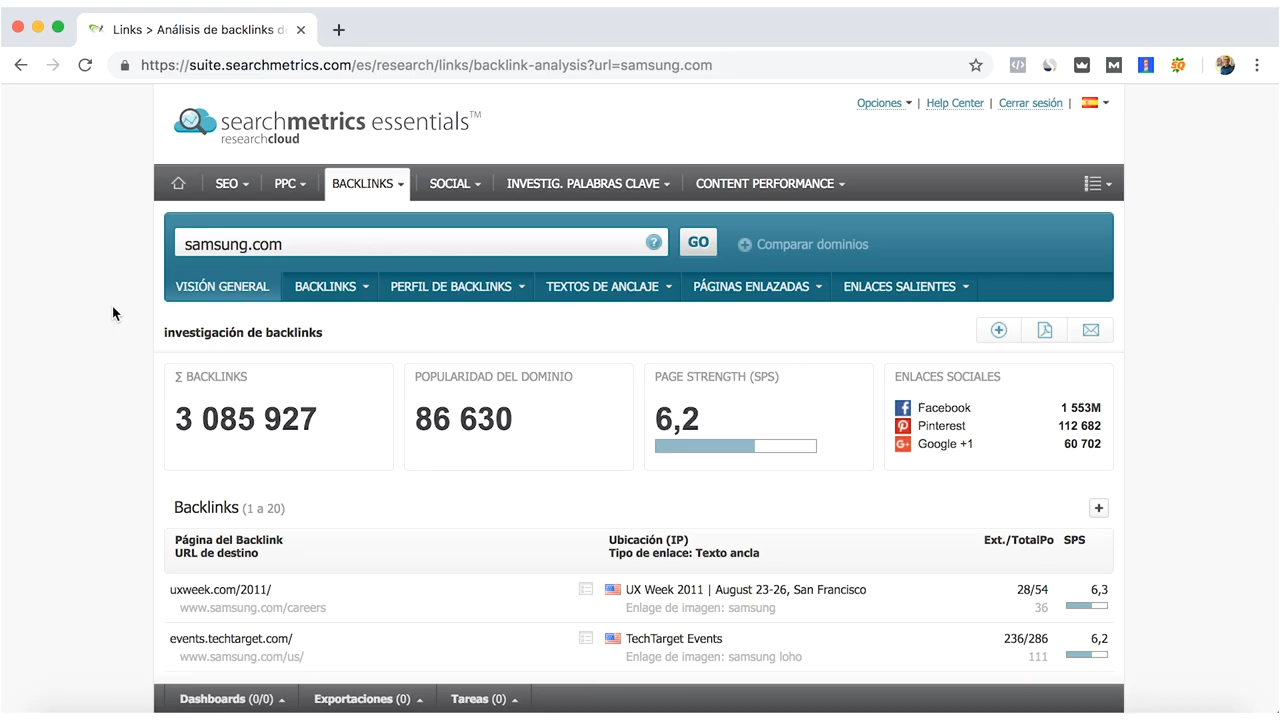 Links > Análisis de backlinks d
https://suite.searchmetrics.com/es/research/links/backlink-analysis?url=samsung.com
Opciones | Help Center | Cerrar sesión |
searchmetrics essentials™
researchcloud
SEO PPC BACKLINKS SOCIAL INVESTIG. PALABRAS CLAVE CONTENT PERFORMANCE
samsung.com ? GO Comparar dominios
VISIÓN GENERAL BACKLINKS PERFIL DE BACKLINKS TEXTOS DE ANCLAJE PÁGINAS ENLAZADAS ENLACES SALIENTES
investigación de backlinks
Σ BACKLINKS
3 085 927
POPULARIDAD DEL DOMINIO
86 630
PAGE STRENGTH (SPS)
6,2
ENLACES SOCIALES
Facebook 1 553M
Pinterest 112 682
Google +1 60 702
Backlinks (1 a 20)
Página del Backlink Ubicación (IP) Ext./TotalPo SPS
URL de destino Tipo de enlace: Texto ancla
uxweek.com/2011/ UX Week 2011 | August 23-26, San Francisco 28/54 6,3
www.samsung.com/careers Enlage de imagen: samsung 36
events.techtarget.com/ TechTarget Events 236/286 6,2
www.samsung.com/us/ Enlage de imagen: samsung loho 111
Dashboards (0/0) Exportaciones (0) Tareas (0)